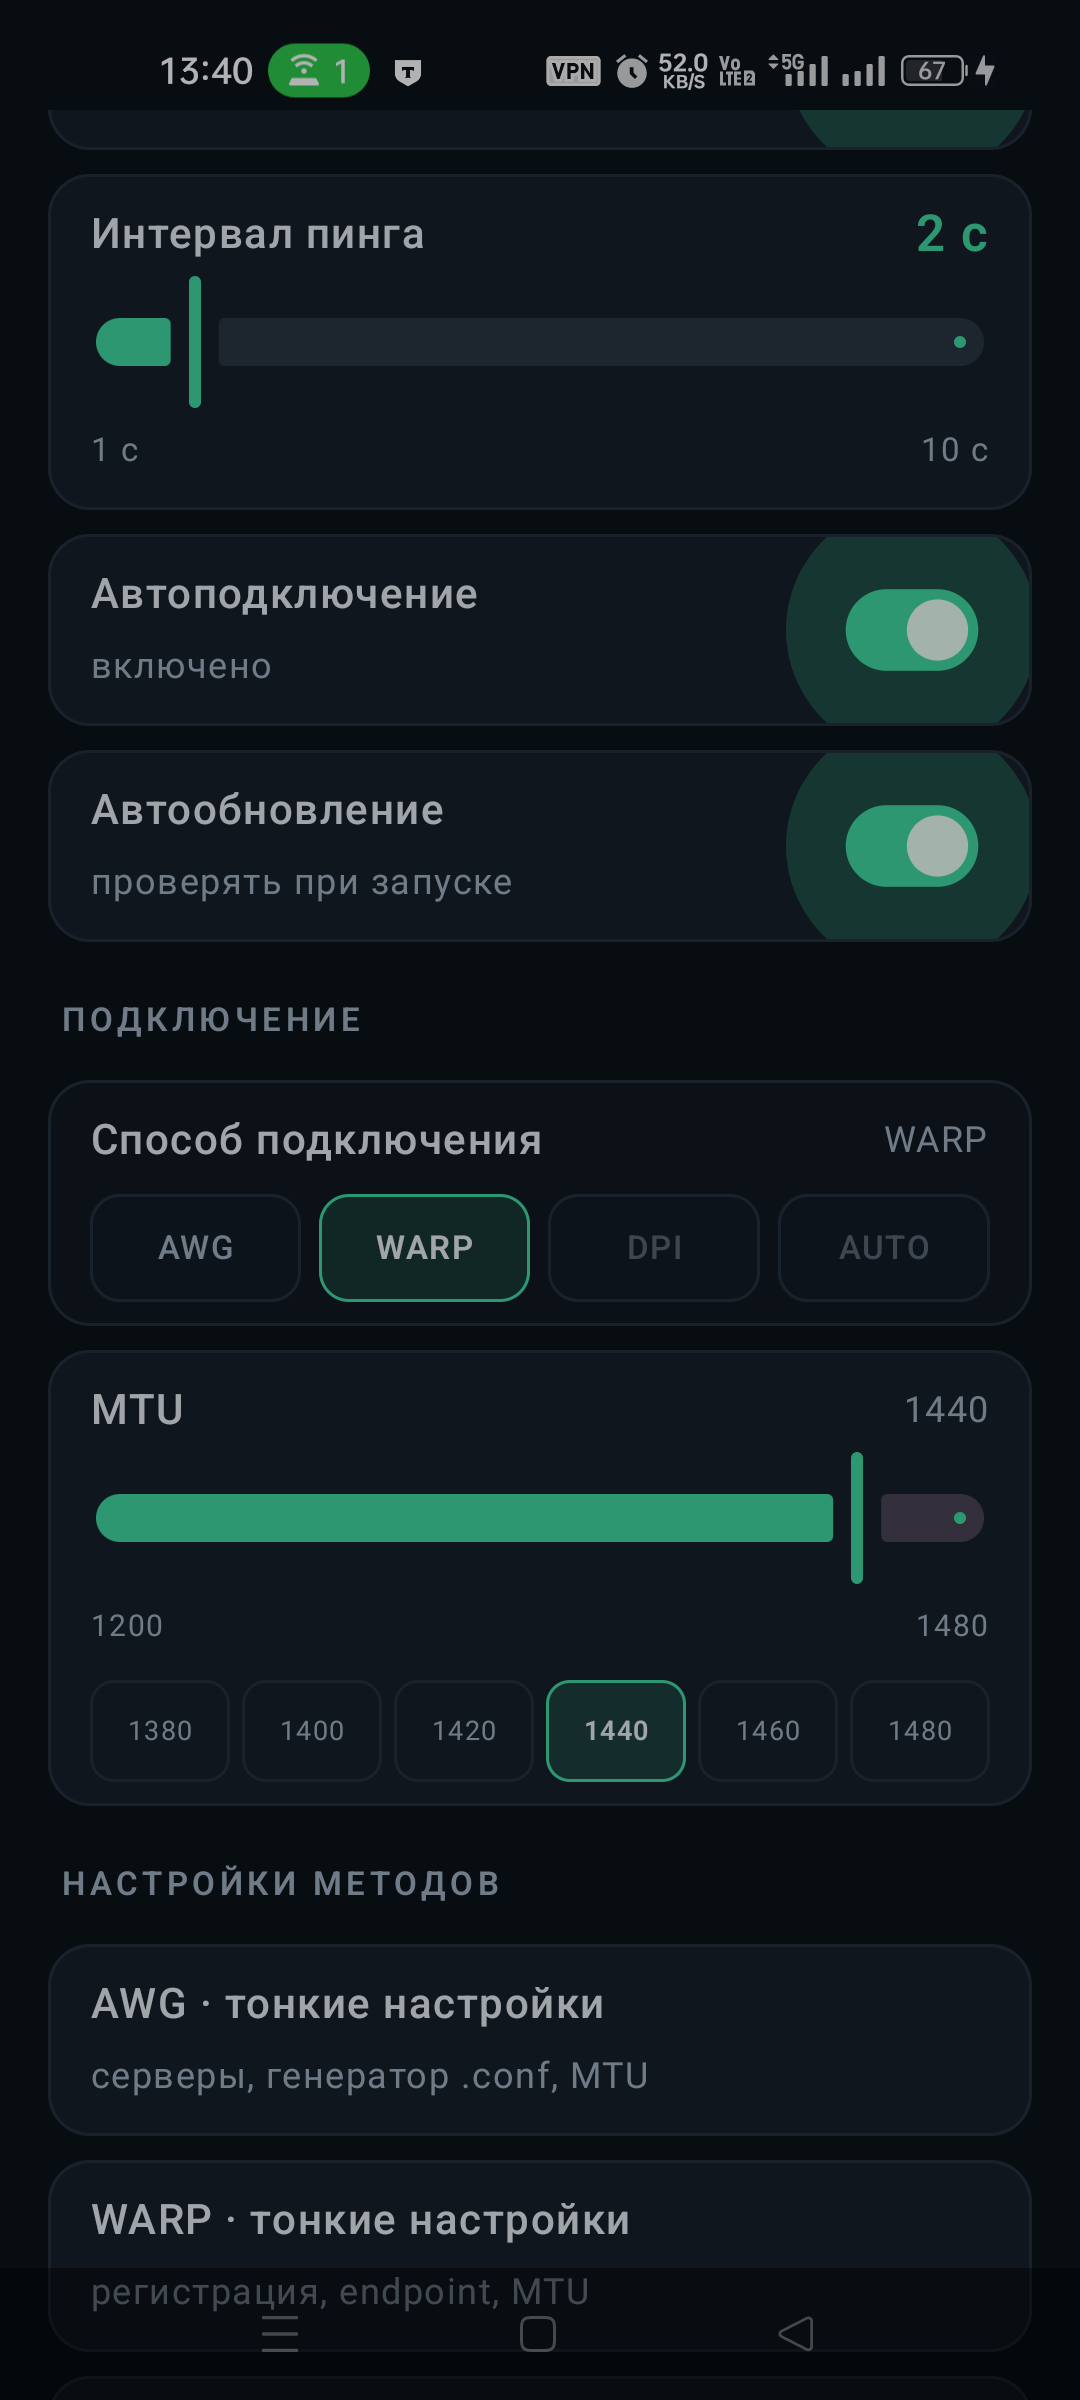 13:40 1 VPN 52.0 KB/S Vo LTE 2 5G 67
Интервал пинга 2 с
1 с 10 с
Автоподключение
включено
Автообновление
проверять при запуске
ПОДКЛЮЧЕНИЕ
Способ подключения WARP
AWG WARP DPI AUTO
MTU 1440
1200 1480
1380 1400 1420 1440 1460 1480
НАСТРОЙКИ МЕТОДОВ
AWG · тонкие настройки
серверы, генератор .conf, MTU
WARP · тонкие настройки
регистрация, endpoint, MTU